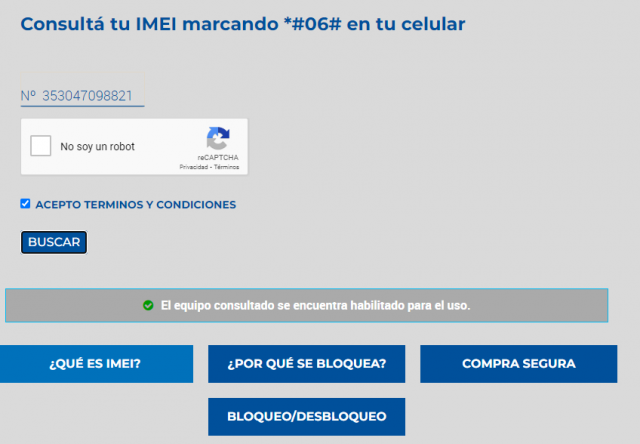 Consultá tu IMEI marcando *#06# en tu celular
Nº 353047098821
No soy un robot
reCAPTCHA
Privacidad - Términos
ACEPTO TERMINOS Y CONDICIONES
BUSCAR
El equipo consultado se encuentra habilitado para el uso.
¿QUÉ ES IMEI?
¿POR QUÉ SE BLOQUEA?
COMPRA SEGURA
BLOQUEO/DESBLOQUEO